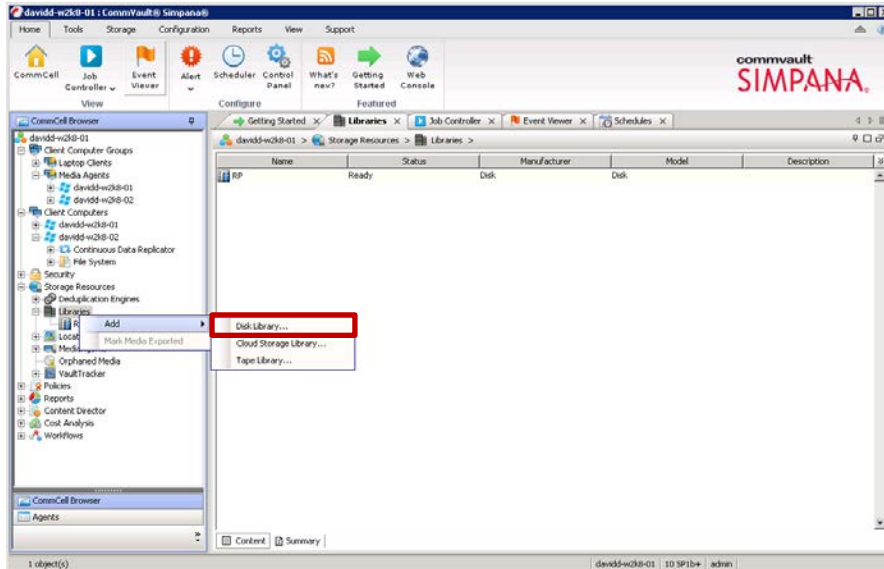 davidd-w2k8-01 : CommVault® Simpana®
Home Tools Storage Configuration Reports View Support
CommCell Job Controller Event Viewer Alert Scheduler Control Panel What's new? Getting Started Web Console
View Configure Featured
commvault
SIMPANA
CommCell Browser
Getting Started Libraries Job Controller Event Viewer Schedules
davidd-w2k8-01 > Storage Resources > Libraries >
Name Status Manufacturer Model Description
RP Ready Disk Disk
davidd-w2k8-01
Client Computer Groups
Laptop Clients
Media Agents
davidd-w2k8-01
davidd-w2k8-02
Client Computers
davidd-w2k8-01
davidd-w2k8-02
Continuous Data Replicator
File System
Security
Storage Resources
Deduplication Engines
Libraries
Add
Mark Media Exported
Disk Library...
Cloud Storage Library...
Tape Library...
Orphaned Media
VaultTracker
Policies
Reports
Content Director
Cost Analysis
Workflows
CommCell Browser
Agents
Content Summary
1 object(s)
davidd-w2k8-01 10 SP1b+ admin